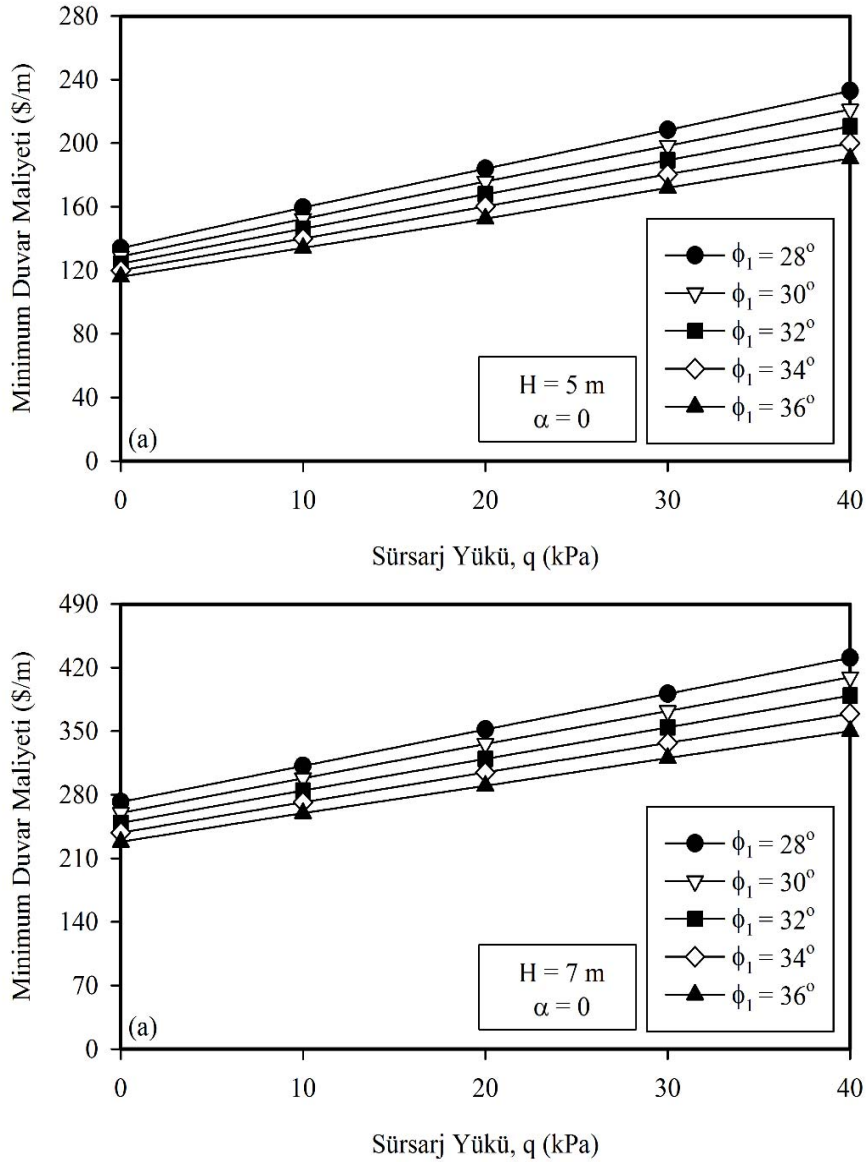 280
240
200
160
120
80
40
0
Minimum Duvar Maliyeti ($/m)
ϕ1 = 28°
ϕ1 = 30°
ϕ1 = 32°
ϕ1 = 34°
ϕ1 = 36°
H = 5 m
α = 0
(a)
0 10 20 30 40
Sürsarj Yükü, q (kPa)
490
420
350
280
210
140
70
0
Minimum Duvar Maliyeti ($/m)
ϕ1 = 28°
ϕ1 = 30°
ϕ1 = 32°
ϕ1 = 34°
ϕ1 = 36°
H = 7 m
α = 0
(a)
0 10 20 30 40
Sürsarj Yükü, q (kPa)